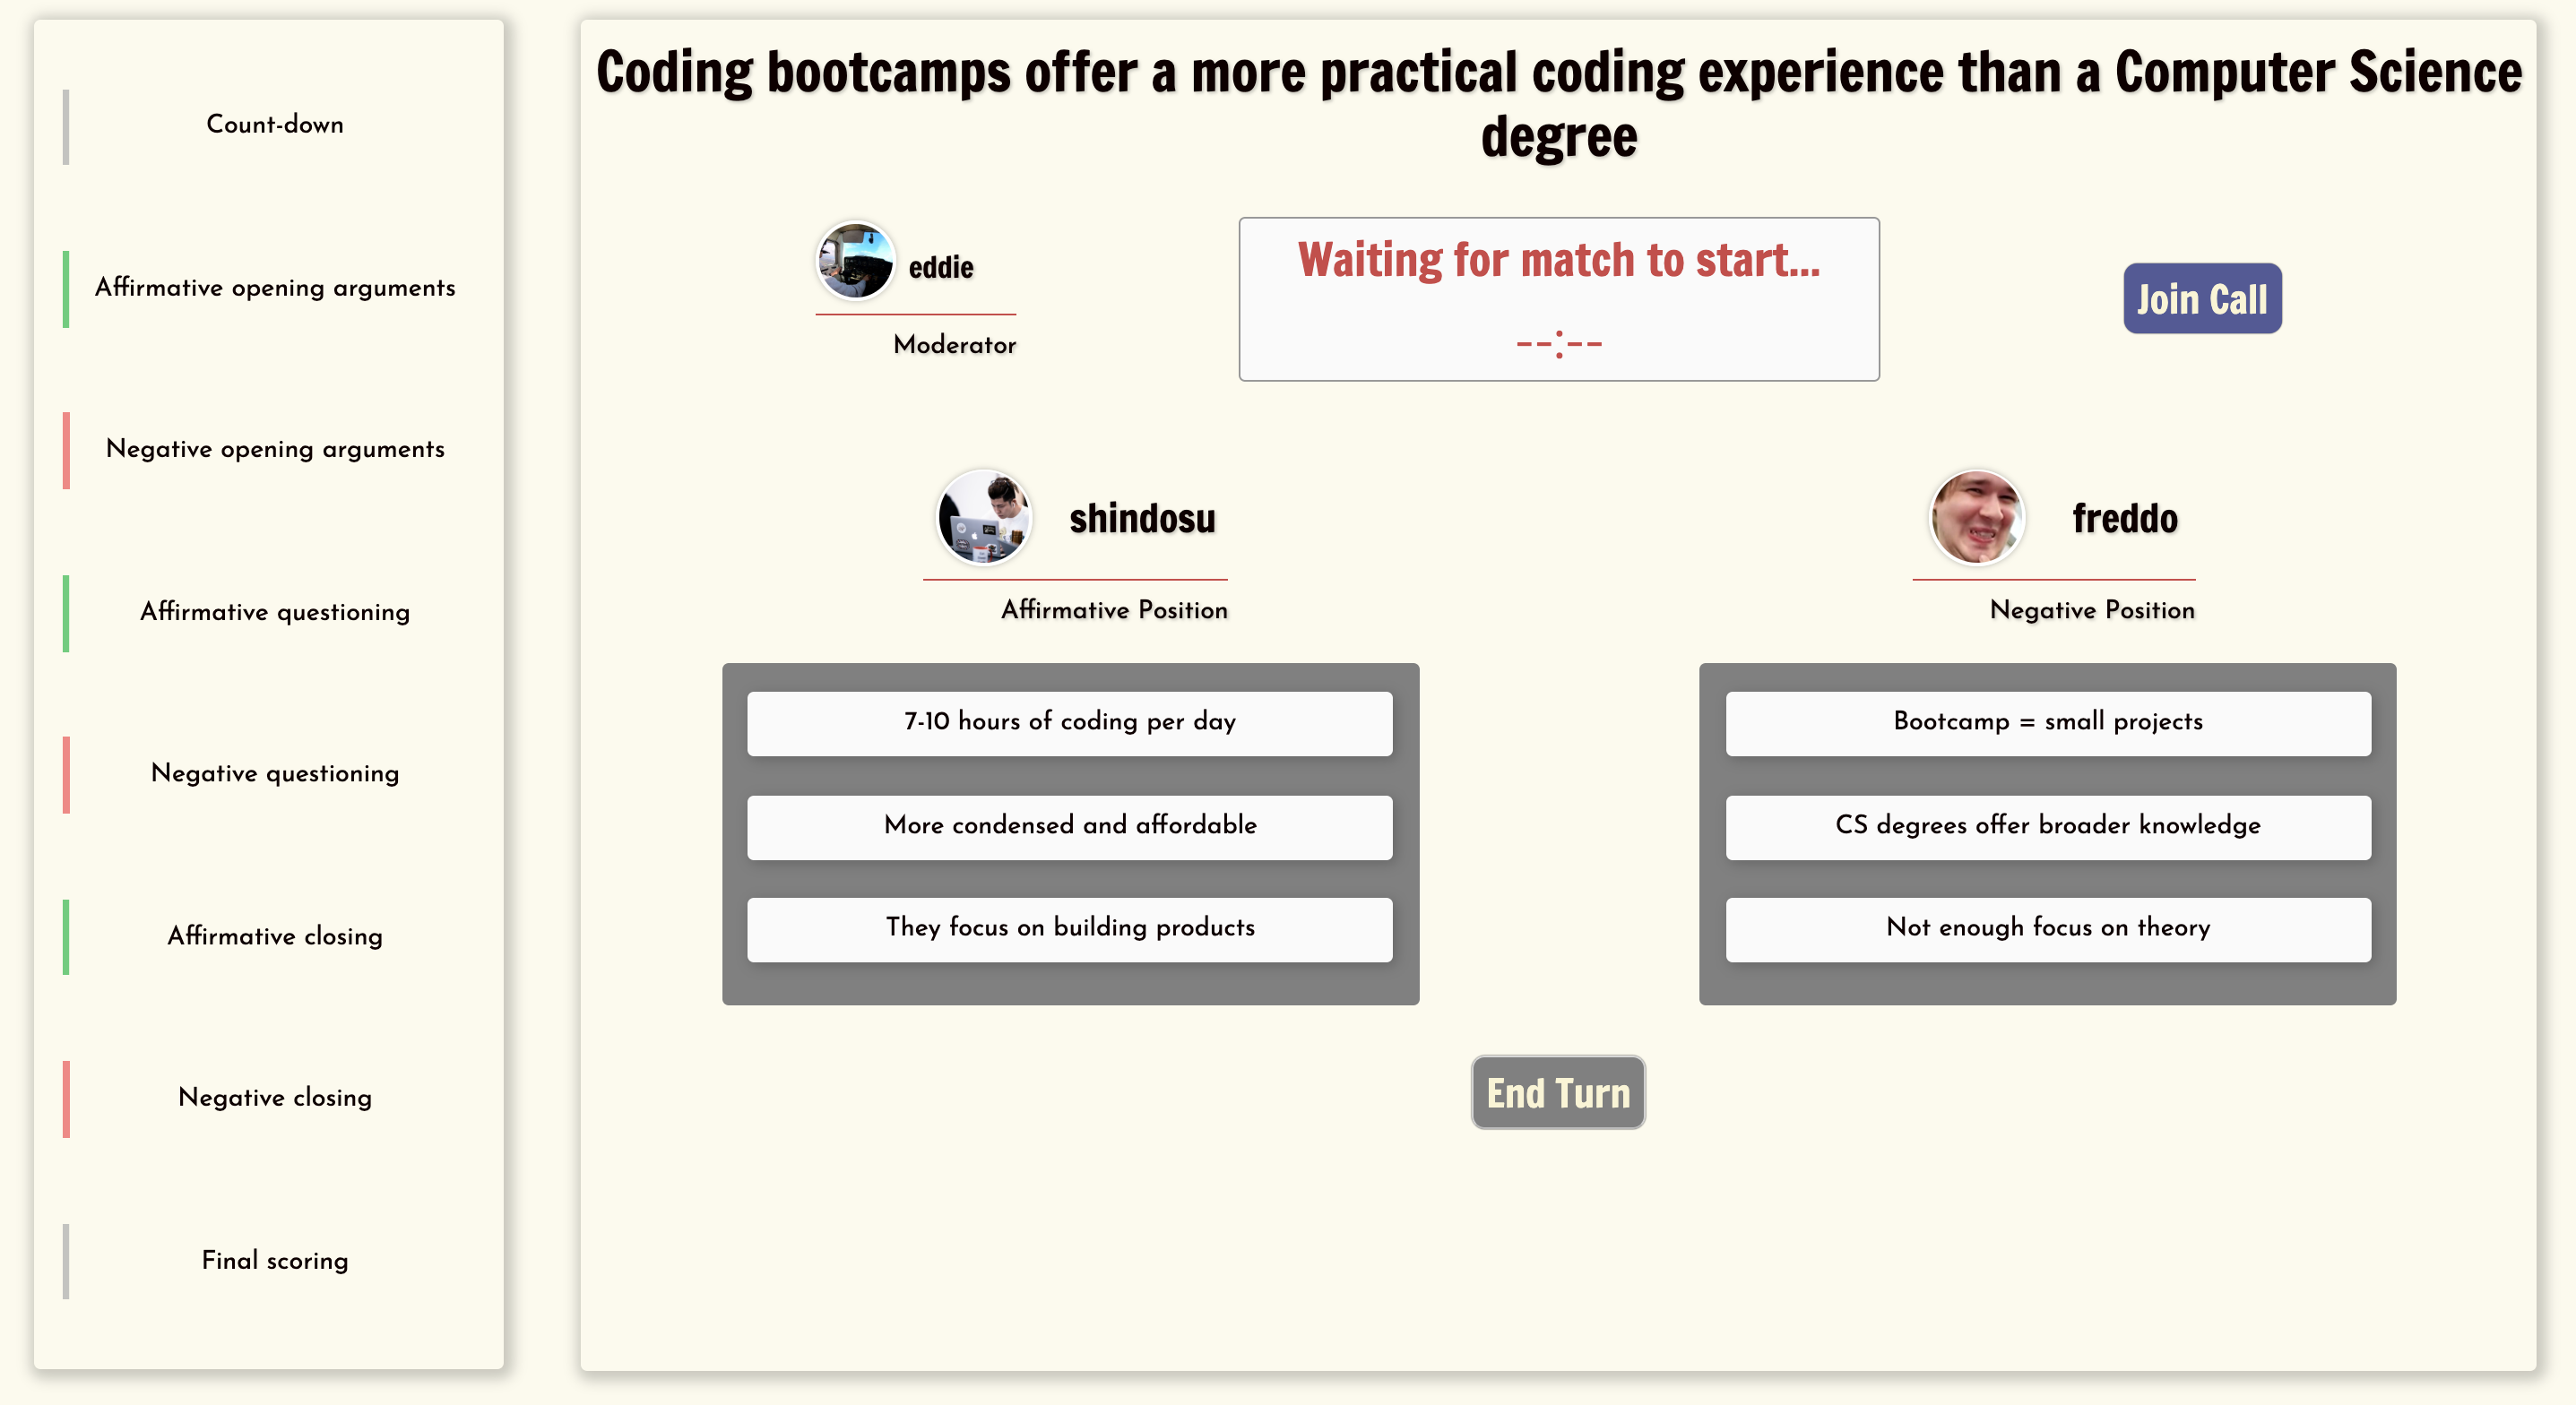 Count-down
Affirmative opening arguments
Negative opening arguments
Affirmative questioning
Negative questioning
Affirmative closing
Negative closing
Final scoring
Coding bootcamps offer a more practical coding experience than a Computer Science
degree
eddie
Moderator
Waiting for match to start...
--:--
Join Call
shindosu
Affirmative Position
7-10 hours of coding per day
More condensed and affordable
They focus on building products
freddo
Negative Position
Bootcamp = small projects
CS degrees offer broader knowledge
Not enough focus on theory
End Turn